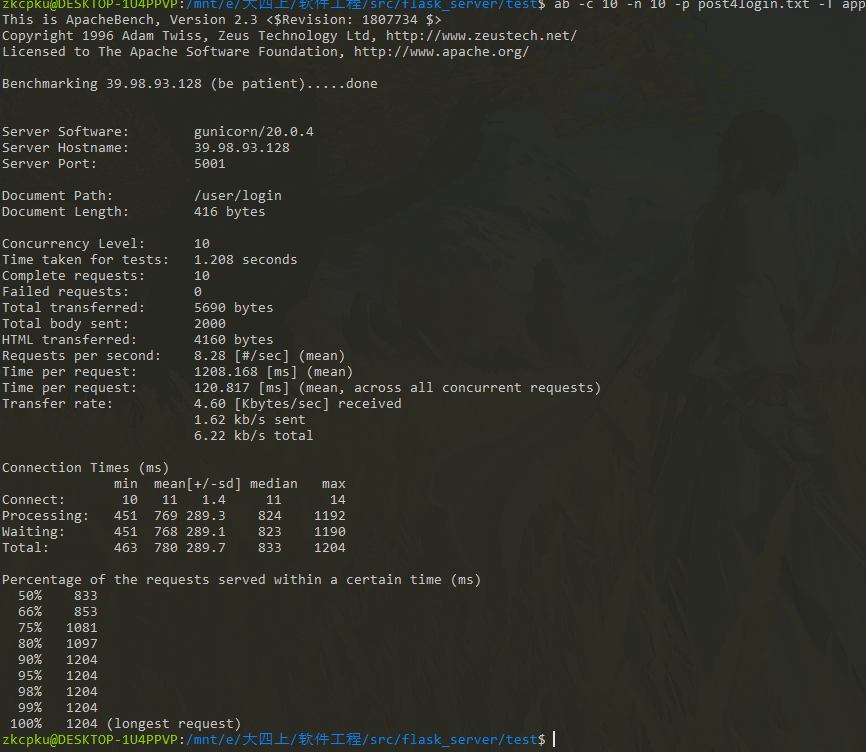 zkcpku@DESKTOP-1U4PPVP:/mnt/e/大四上/软件工程/src/flask_server/test$ ab -c 10 -n 10 -p post4login.txt -T app
This is ApacheBench, Version 2.3 <$Revision: 1807734 $>
Copyright 1996 Adam Twiss, Zeus Technology Ltd, http://www.zeustech.net/
Licensed to The Apache Software Foundation, http://www.apache.org/

Benchmarking 39.98.93.128 (be patient).....done


Server Software:        gunicorn/20.0.4
Server Hostname:        39.98.93.128
Server Port:            5001

Document Path:          /user/login
Document Length:        416 bytes

Concurrency Level:      10
Time taken for tests:   1.208 seconds
Complete requests:      10
Failed requests:        0
Total transferred:      5690 bytes
Total body sent:        2000
HTML transferred:       4160 bytes
Requests per second:    8.28 [#/sec] (mean)
Time per request:       1208.168 [ms] (mean)
Time per request:       120.817 [ms] (mean, across all concurrent requests)
Transfer rate:          4.60 [Kbytes/sec] received
                        1.62 kb/s sent
                        6.22 kb/s total

Connection Times (ms)
              min  mean[+/-sd] median   max
Connect:       10   11   1.4     11      14
Processing:   451  769 289.3    824    1192
Waiting:      451  768 289.1    823    1190
Total:        463  780 289.7    833    1204

Percentage of the requests served within a certain time (ms)
  50%    833
  66%    853
  75%   1081
  80%   1097
  90%   1204
  95%   1204
  98%   1204
  99%   1204
 100%   1204 (longest request)
zkcpku@DESKTOP-1U4PPVP:/mnt/e/大四上/软件工程/src/flask_server/test$